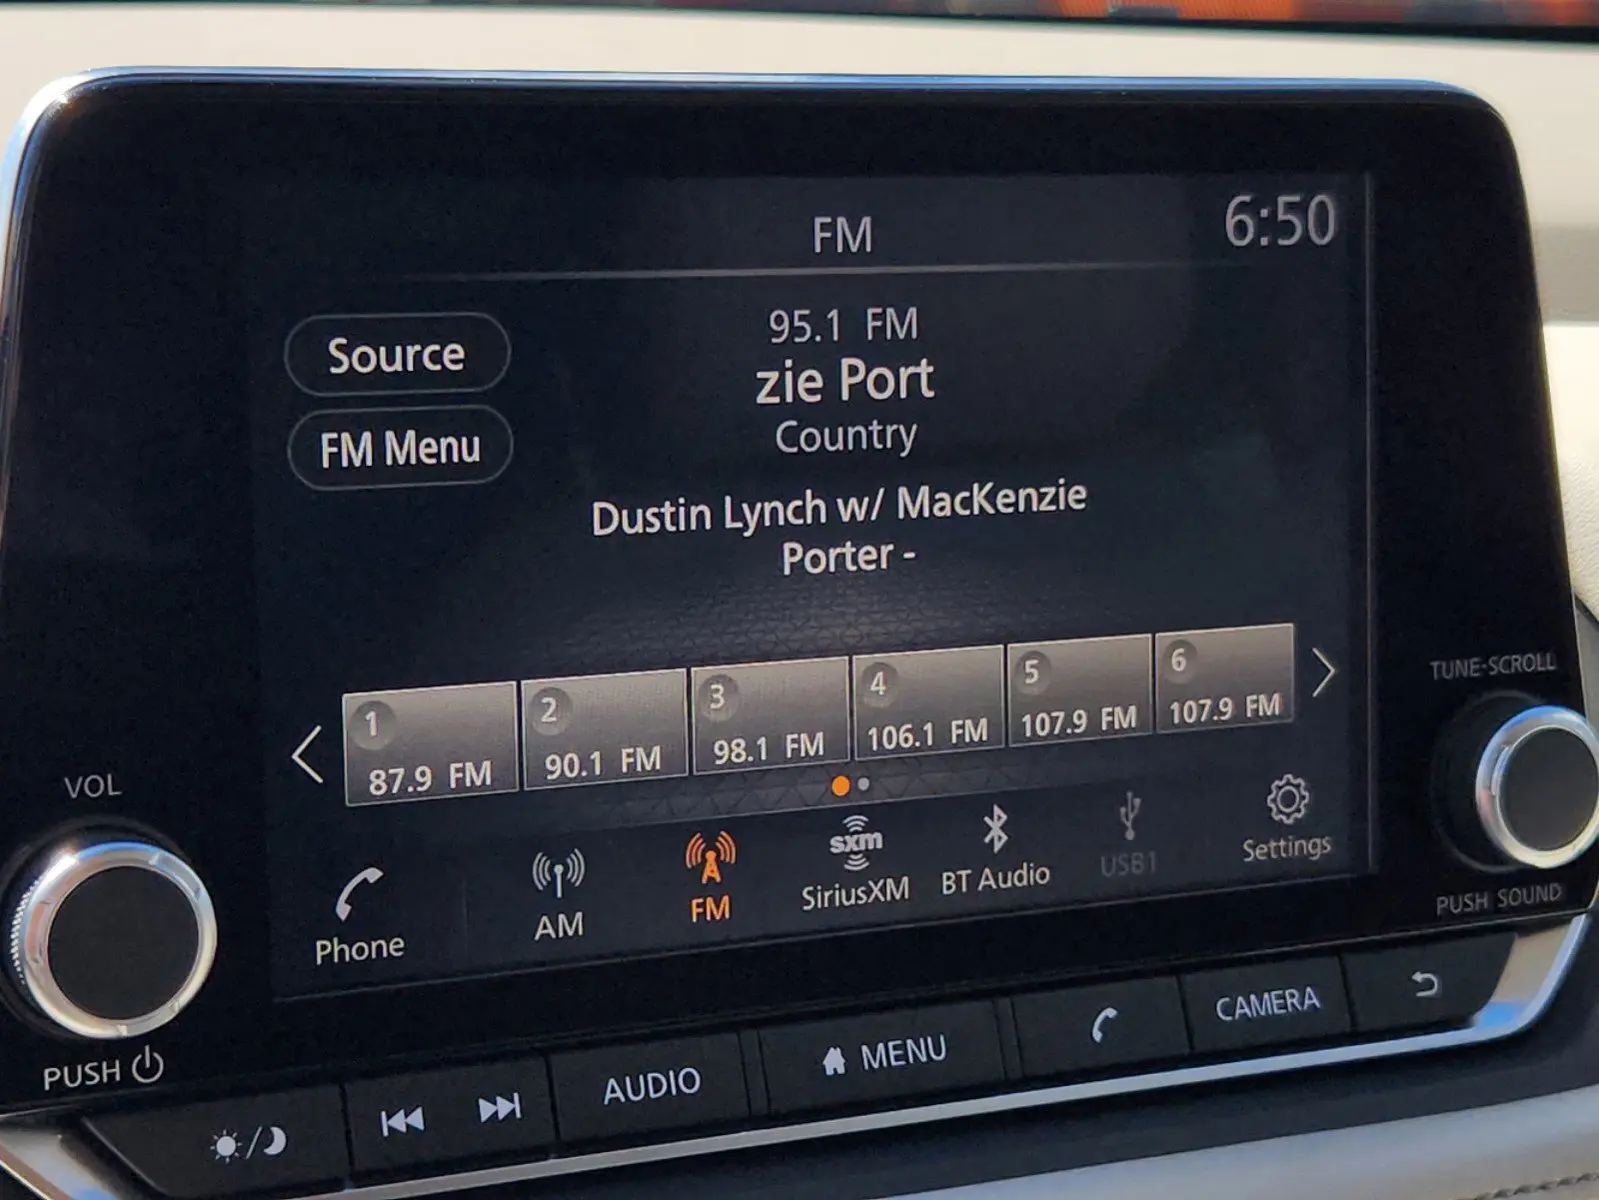 FM
6:50
95.1 FM
Source
zie Port
Country
FM Menu
Dustin Lynch w/ MacKenzie
Porter -
1
2
3
4
5
6
87.9 FM
90.1 FM
98.1 FM
106.1 FM
107.9 FM
107.9 FM
TUNE·SCROLL
VOL
Phone
AM
FM
sxm
SiriusXM
BT Audio
USB1
Settings
PUSH SOUND
PUSH
AUDIO
MENU
CAMERA